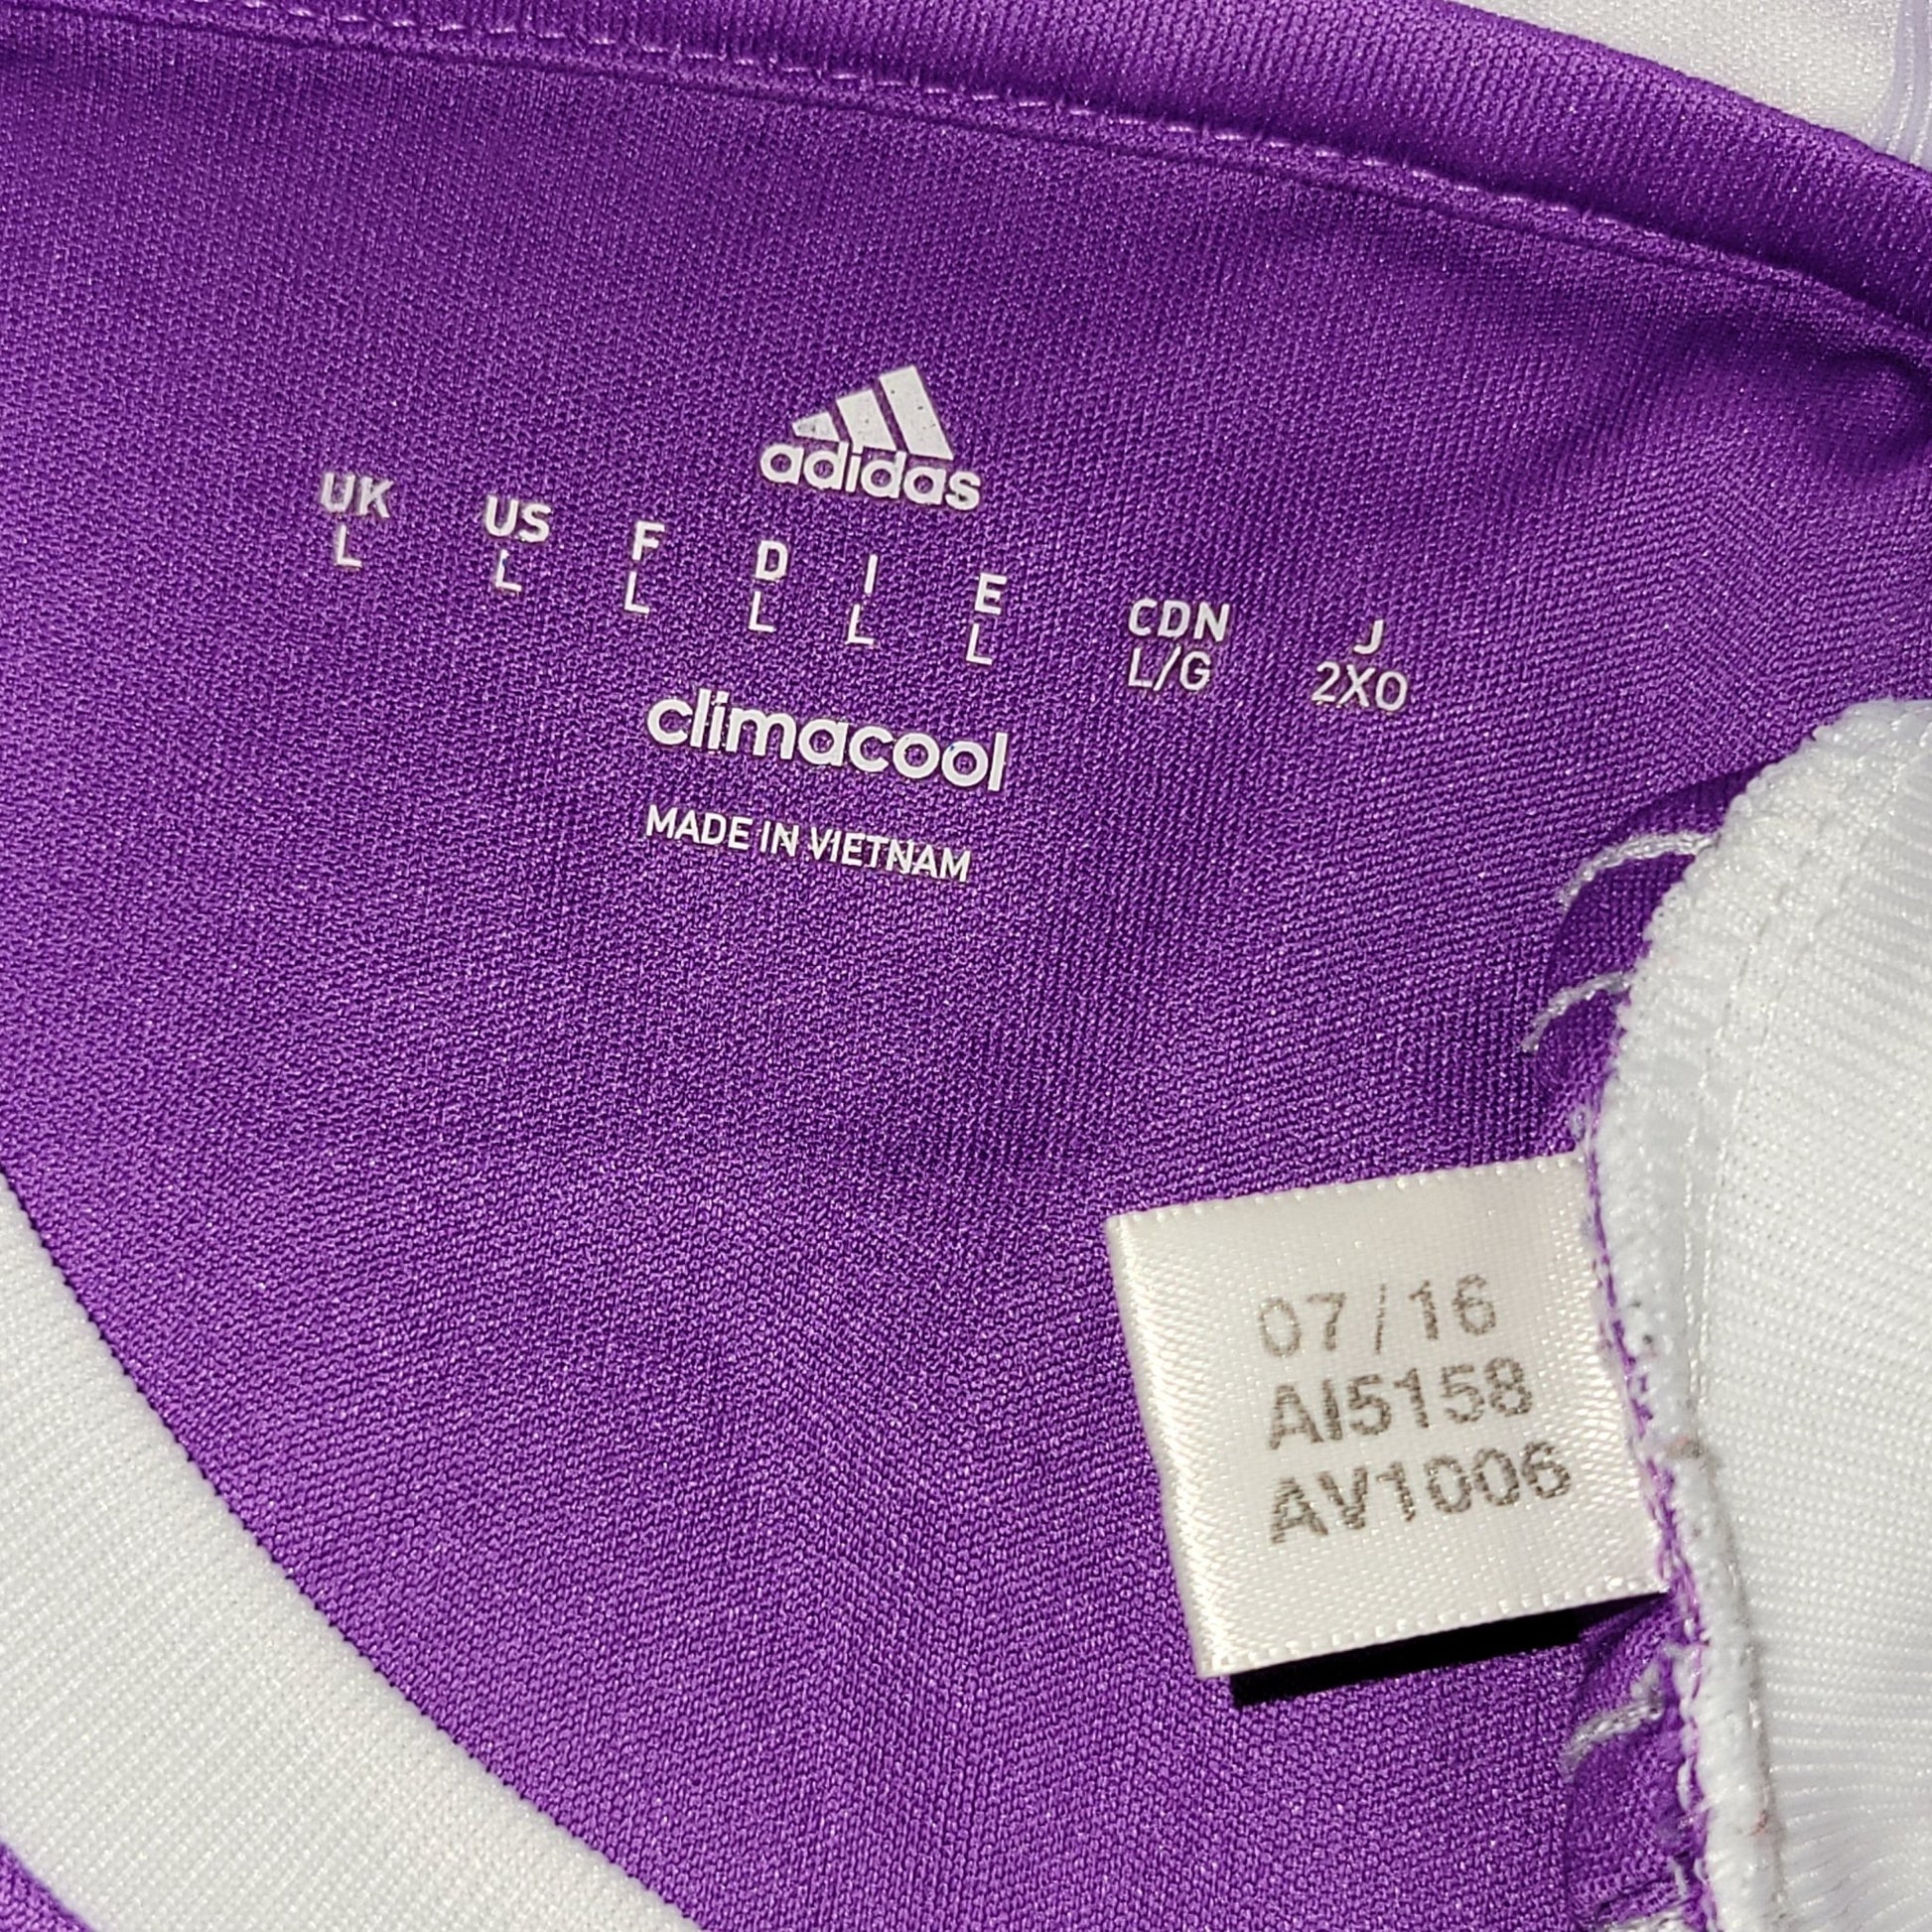 adidas
UK US F D I E CDN J
L L L L L L L/G 2XO
climacool
MADE IN VIETNAM
07/16
AI5158
AV1006